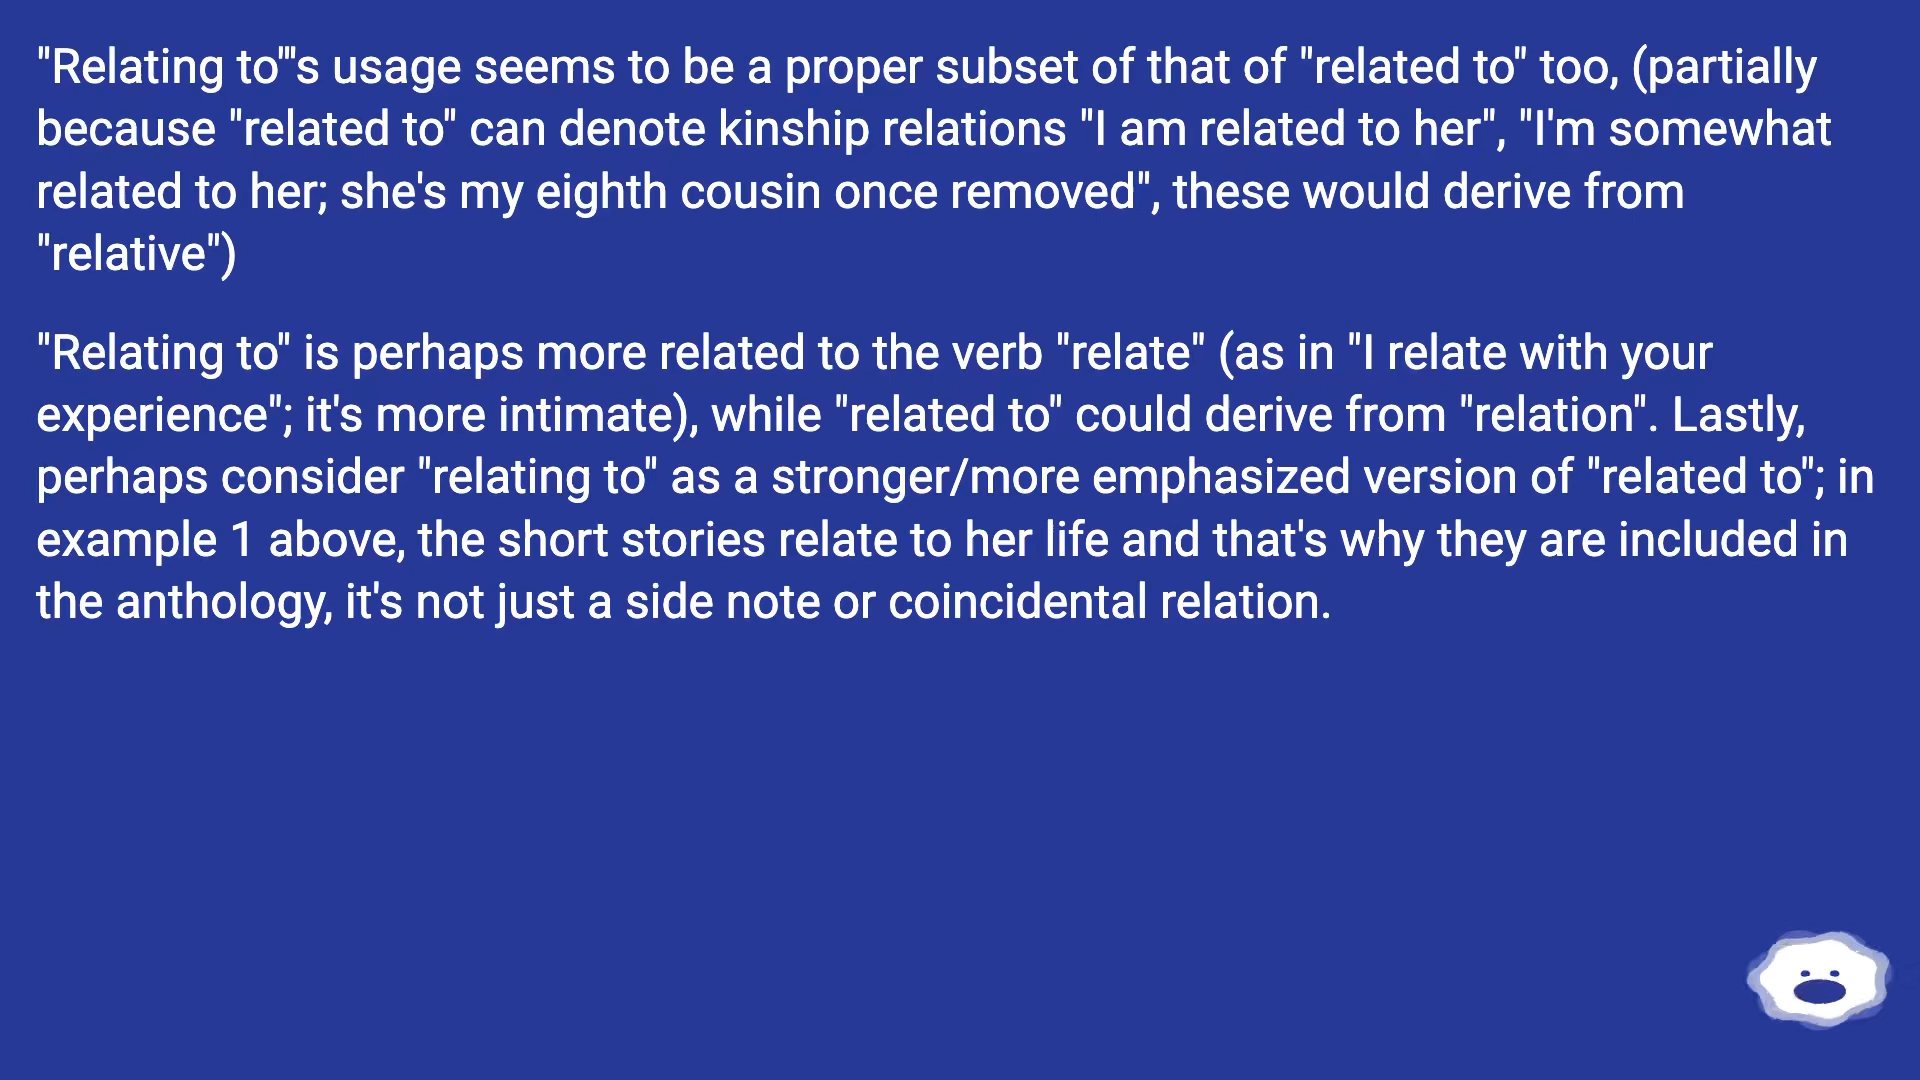 "Relating to"'s usage seems to be a proper subset of that of "related to" too, (partially
because "related to" can denote kinship relations "I am related to her", "I'm somewhat
related to her; she's my eighth cousin once removed", these would derive from
"relative")
"Relating to" is perhaps more related to the verb "relate" (as in "I relate with your
experience"; it's more intimate), while "related to" could derive from "relation". Lastly,
perhaps consider "relating to" as a stronger/more emphasized version of "related to"; in
example 1 above, the short stories relate to her life and that's why they are included in
the anthology, it's not just a side note or coincidental relation.